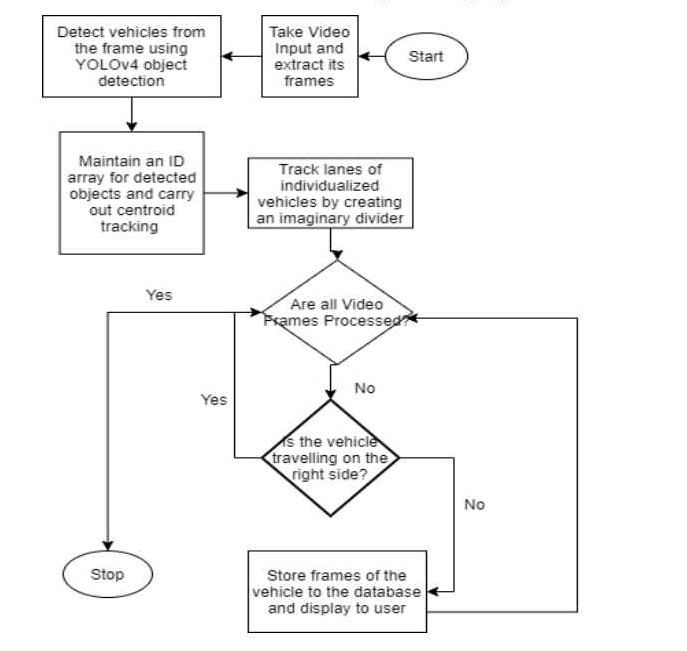 Start
Take Video
Input and
extract its
frames
Detect vehicles from
the frame using
YOLOv4 object
detection
Maintain an ID
array for detected
objects and carry
out centroid
tracking
Track lanes of
individualized
vehicles by creating
an imaginary divider
Are all Video
Frames Processed?
Yes
No
Is the vehicle
travelling on the
right side?
Yes
No
Store frames of the
vehicle to the database
and display to user
Stop